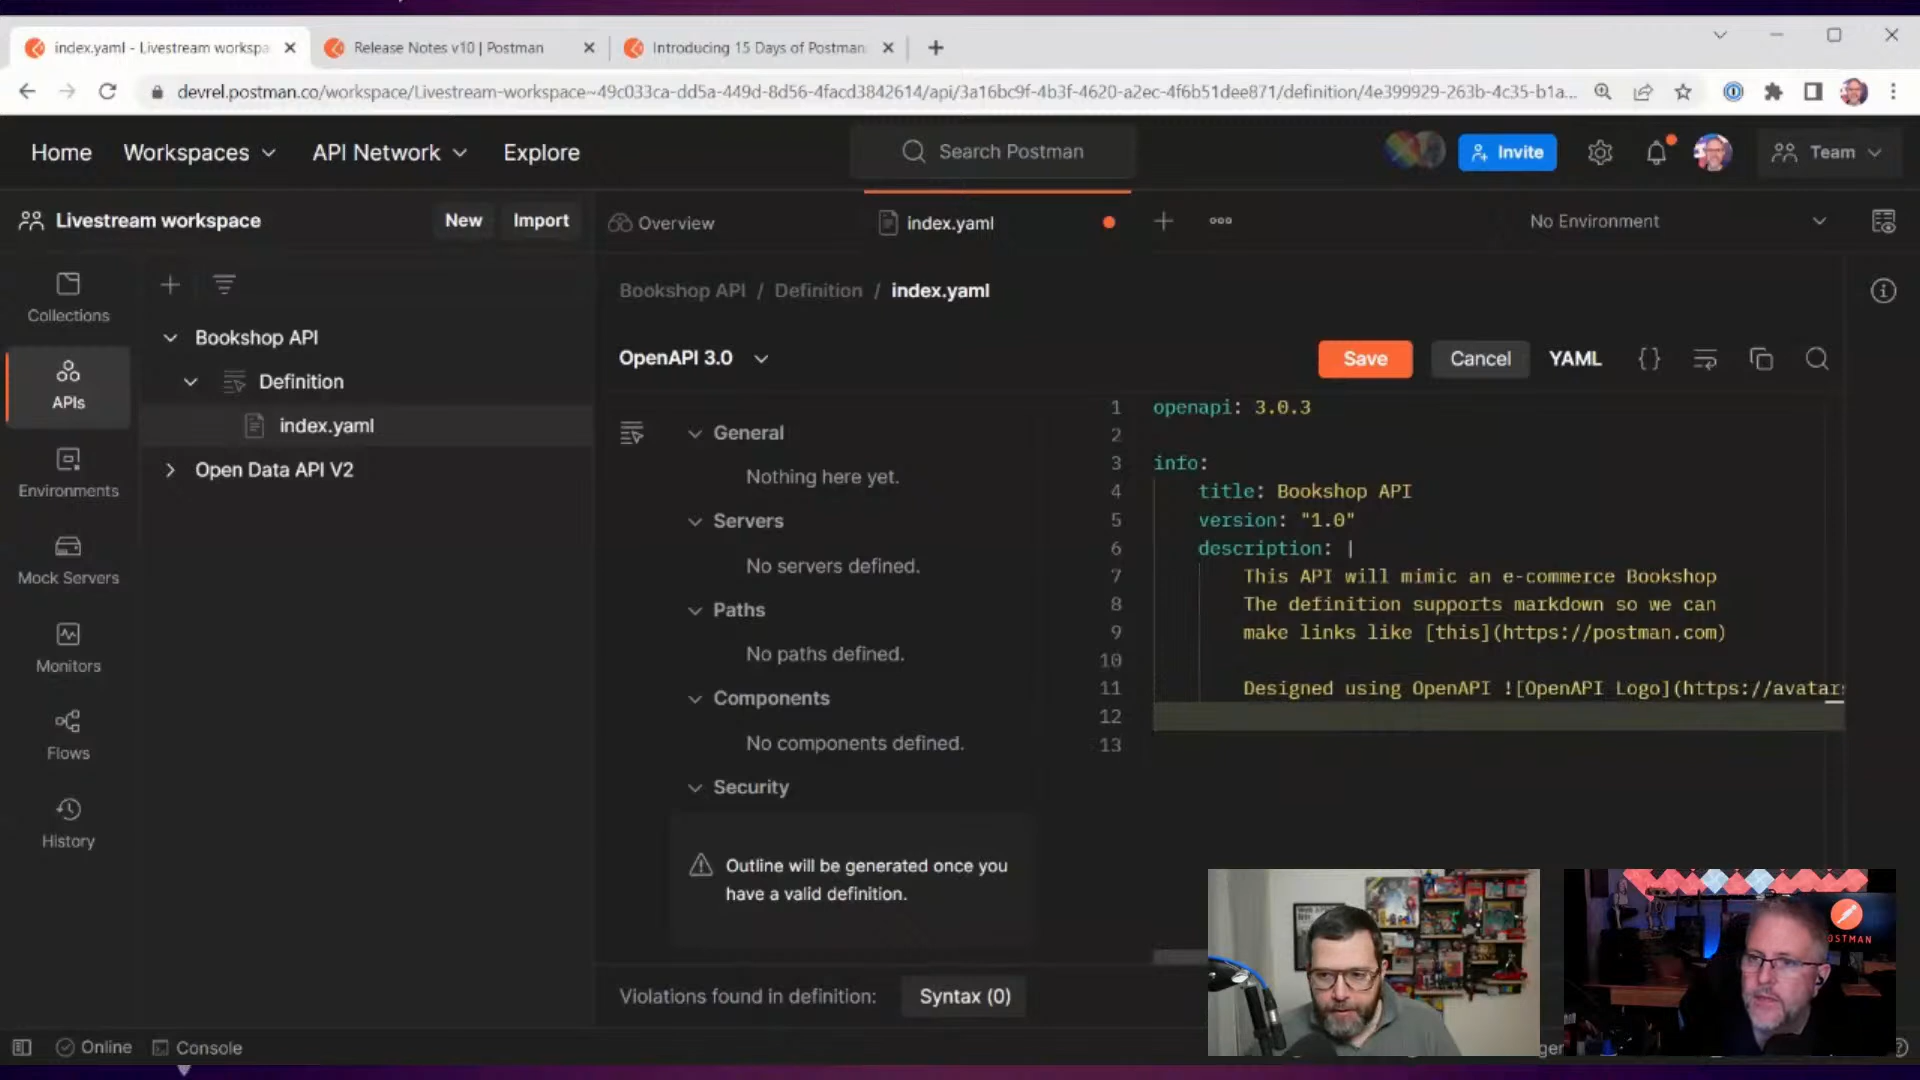 index.yaml - Livestream workspa
Release Notes v10 | Postman
Introducing 15 Days of Postman
devrel.postman.co/workspace/Livestream-workspace~49c033ca-dd5a-449d-8d56-4facd3842614/api/3a16bc9f-4b3f-4620-a2ec-4f6b51dee871/definition/4e399929-263b-4c35-b1a...
Home
Workspaces
API Network
Explore
Search Postman
Invite
Team
Livestream workspace
New
Import
Overview
index.yaml
No Environment
Collections
APIs
Environments
Mock Servers
Monitors
Flows
History
Bookshop API
Definition
index.yaml
Open Data API V2
Bookshop API / Definition / index.yaml
OpenAPI 3.0
Save
Cancel
YAML
General
Nothing here yet.
Servers
No servers defined.
Paths
No paths defined.
Components
No components defined.
Security
Outline will be generated once you
have a valid definition.
1 openapi: 3.0.3
2
3 info:
4 title: Bookshop API
5 version: "1.0"
6 description: |
7 This API will mimic an e-commerce Bookshop
8 The definition supports markdown so we can
9 make links like [this](https://postman.com)
10
11 Designed using OpenAPI ![OpenAPI Logo](https://avatar
12
13
Violations found in definition:
Syntax (0)
Online
Console